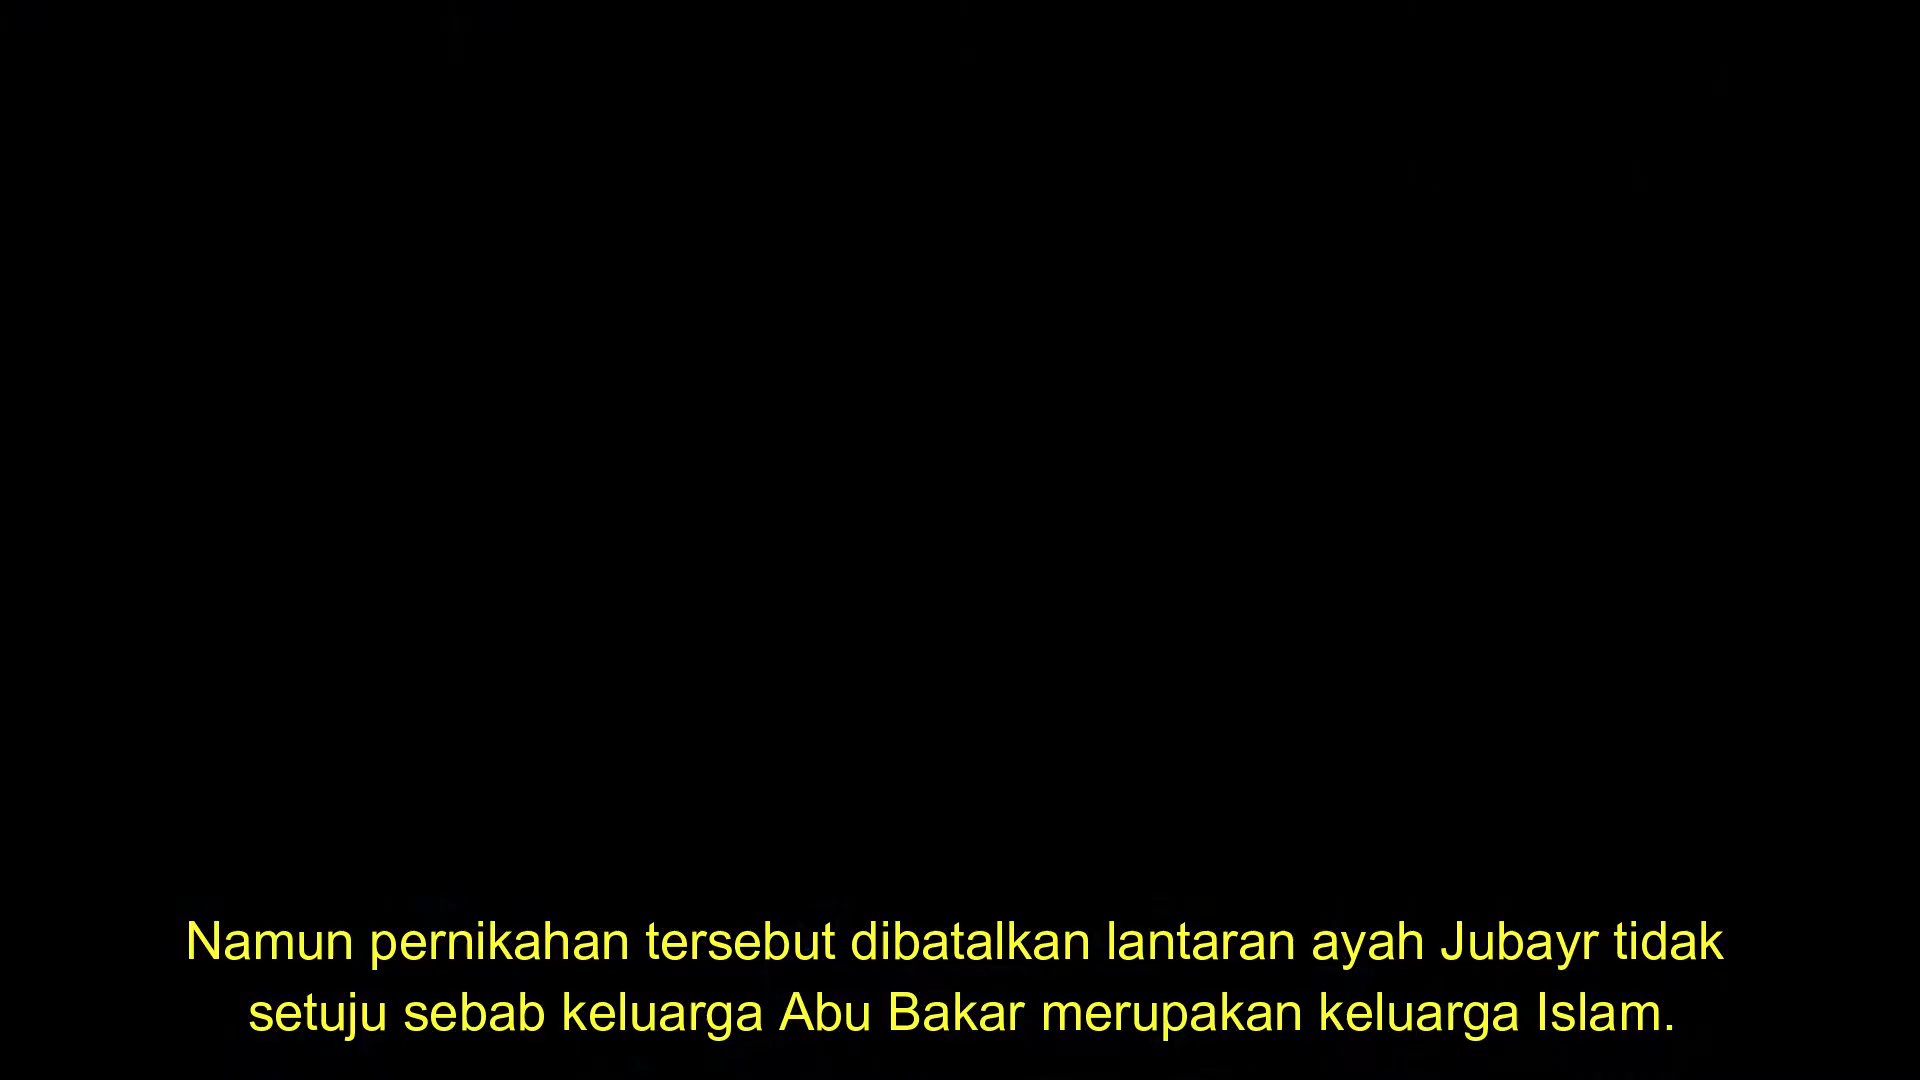 Namun pernikahan tersebut dibatalkan lantaran ayah Jubayr tidak
setuju sebab keluarga Abu Bakar merupakan keluarga Islam.